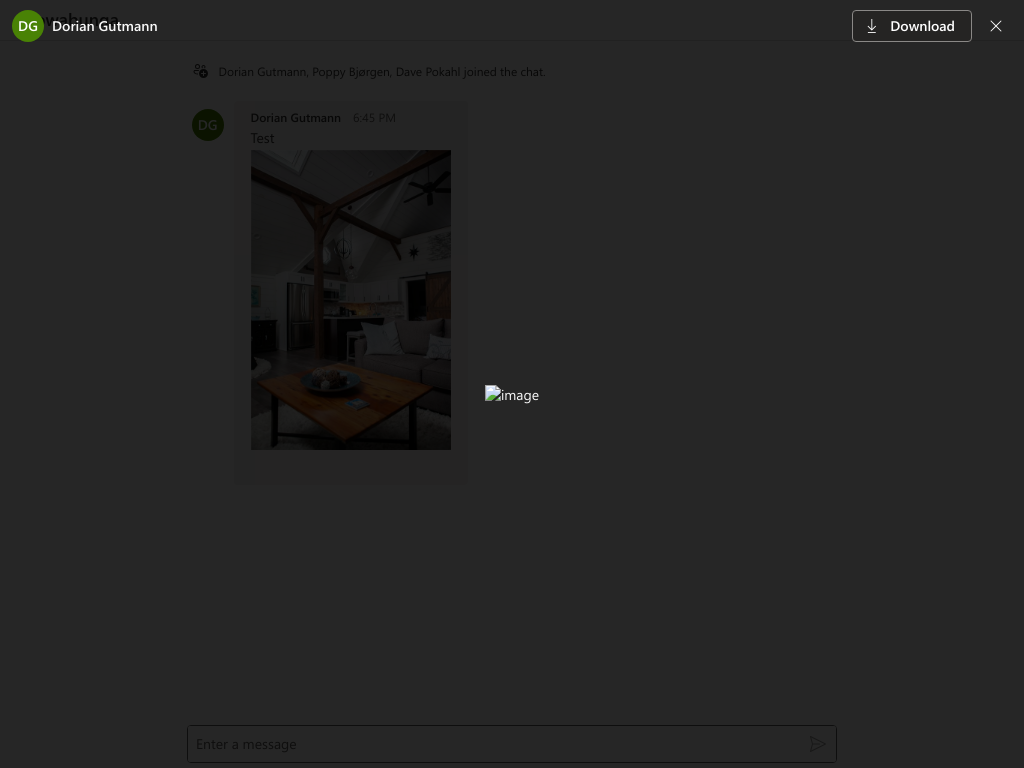 DG Dorian Gutmann
Download
Dorian Gutmann, Poppy Bjørgen, Dave Pokahl joined the chat.
DG
Dorian Gutmann 6:45 PM
Test
image
Enter a message